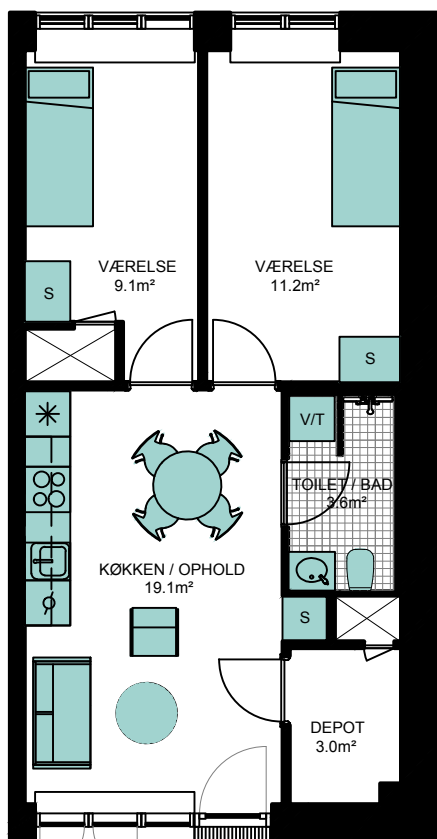 VÆRELSE
9.1m²
VÆRELSE
11.2m²
S
S
V/T
TOILET / BAD
3.6m²
KØKKEN / OPHOLD
19.1m²
S
DEPOT
3.0m²